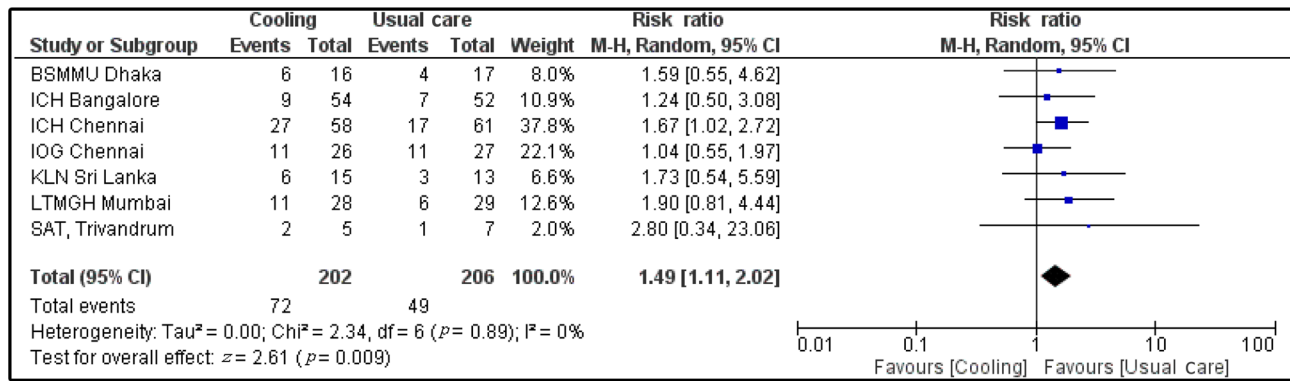 Cooling Usual care Risk ratio Risk ratio
Study or Subgroup Events Total Events Total Weight M-H, Random, 95% CI M-H, Random, 95% CI
BSMMU Dhaka 6 16 4 17 8.0% 1.59 [0.55, 4.62]
ICH Bangalore 9 54 7 52 10.9% 1.24 [0.50, 3.08]
ICH Chennai 27 58 17 61 37.8% 1.67 [1.02, 2.72]
IOG Chennai 11 26 11 27 22.1% 1.04 [0.55, 1.97]
KLN Sri Lanka 6 15 3 13 6.6% 1.73 [0.54, 5.59]
LTMGH Mumbai 11 28 6 29 12.6% 1.90 [0.81, 4.44]
SAT, Trivandrum 2 5 1 7 2.0% 2.80 [0.34, 23.06]
Total (95% CI) 202 206 100.0% 1.49 [1.11, 2.02]
Total events 72 49
Heterogeneity: Tau² = 0.00; Chi² = 2.34, df = 6 (P = 0.89); I² = 0%
Test for overall effect: z = 2.61 (p = 0.009)
0.01 0.1 1 10 100
Favours [Cooling] Favours [Usual care]